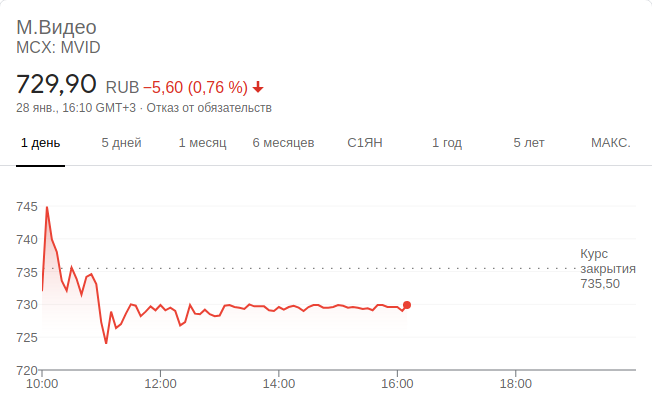 М.Видео
MCX: MVID
729,90 RUB −5,60 (0,76 %)
28 янв., 16:10 GMT+3 · Отказ от обязательств
1 день 5 дней 1 месяц 6 месяцев С1ЯН 1 год 5 лет МАКС.
745
740
735
730
725
720
Курс
закрытия
735,50
10:00 12:00 14:00 16:00 18:00